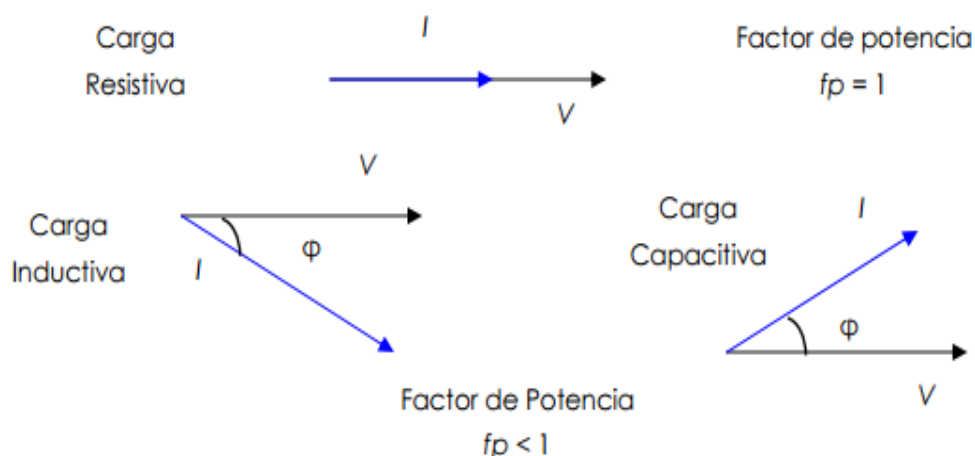 Carga
Resistiva
I
V
Factor de potencia
fp = 1
Carga
Inductiva
V
I
φ
Carga
Capacitiva
I
φ
V
Factor de Potencia
fp < 1